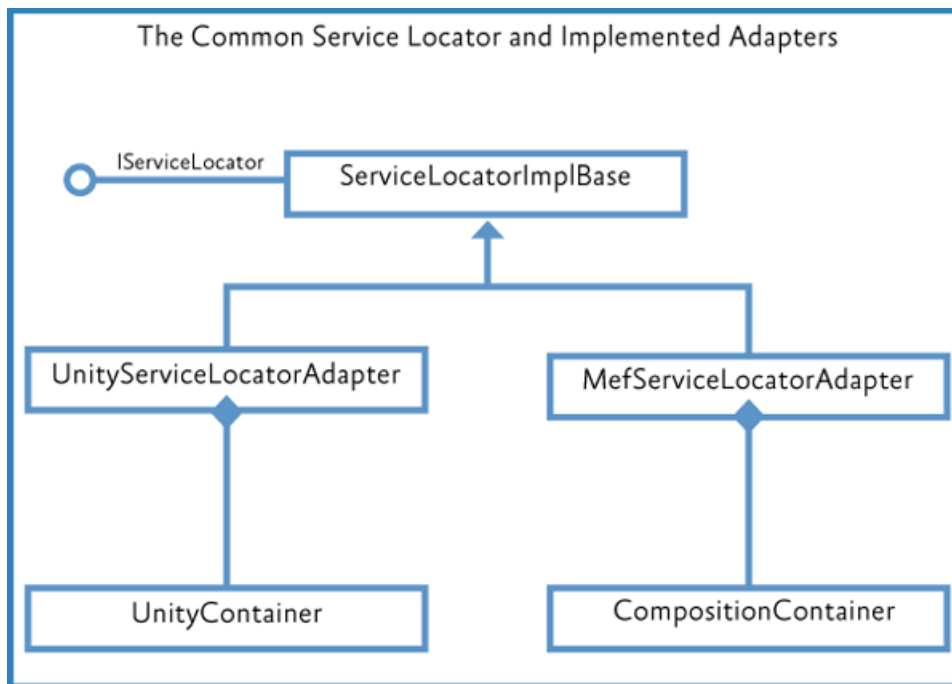 The Common Service Locator and Implemented Adapters
IServiceLocator
ServiceLocatorImplBase
UnityServiceLocatorAdapter
MefServiceLocatorAdapter
UnityContainer
CompositionContainer